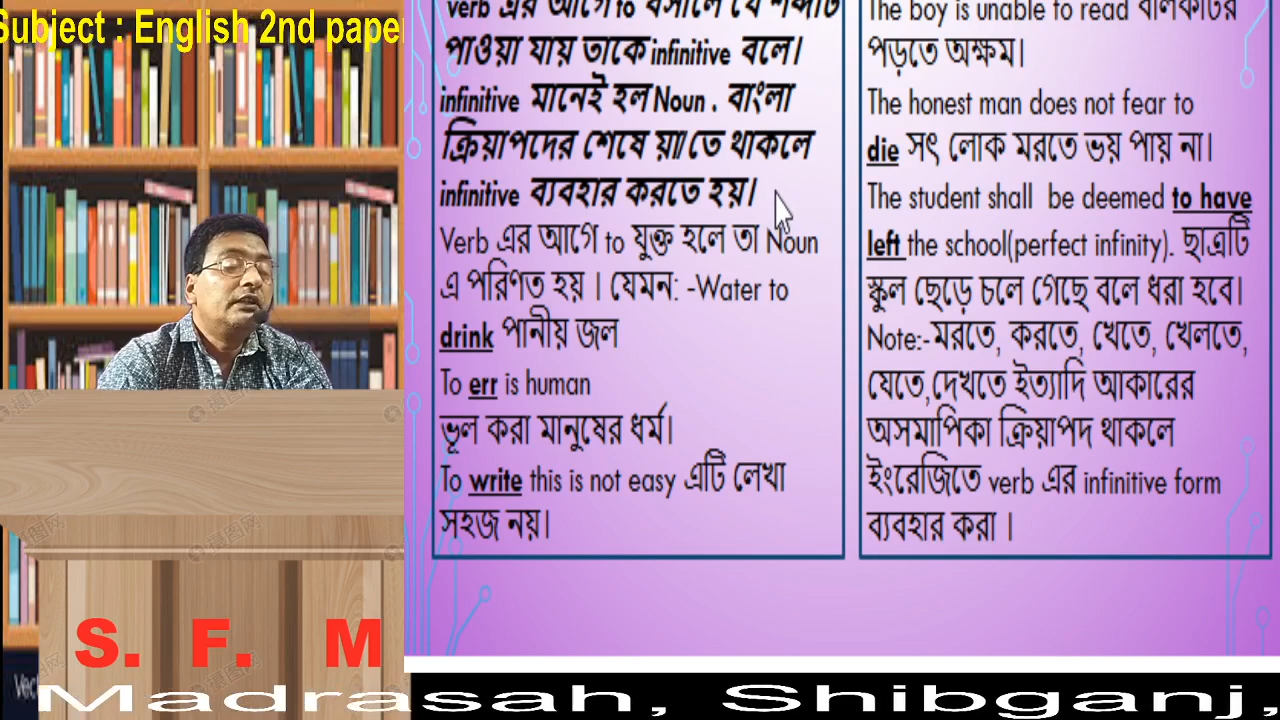 Subject : English 2nd pape
verb এর আগে to বসালে যে শব্দটি
পাওয়া যায় তাকে infinitive বলে।
infinitive মানেই হল Noun . বাংলা
ক্রিয়াপদের শেষে য়া/তে থাকলে
infinitive ব্যবহার করতে হয়।
Verb এর আগে to যুক্ত হলে তা Noun
এ পরিণত হয় । যেমন: -Water to
drink পানীয় জল
To err is human
ভূল করা মানুষের ধর্ম।
To write this is not easy এটি লেখা
সহজ নয়।
The boy is unable to read বালকটির
পড়তে অক্ষম।
The honest man does not fear to
die সৎ লোক মরতে ভয় পায় না।
The student shall be deemed to have
left the school(perfect infinity). ছাত্রটি
স্কুল ছেড়ে চলে গেছে বলে ধরা হবে।
Note:-মরতে, করতে, খেতে, খেলতে,
যেতে,দেখতে ইত্যাদি আকারের
অসমাপিকা ক্রিয়াপদ থাকলে
ইংরেজিতে verb এর infinitive form
ব্যবহার করা ।
S. F. M
Madrasah, Shibganj,